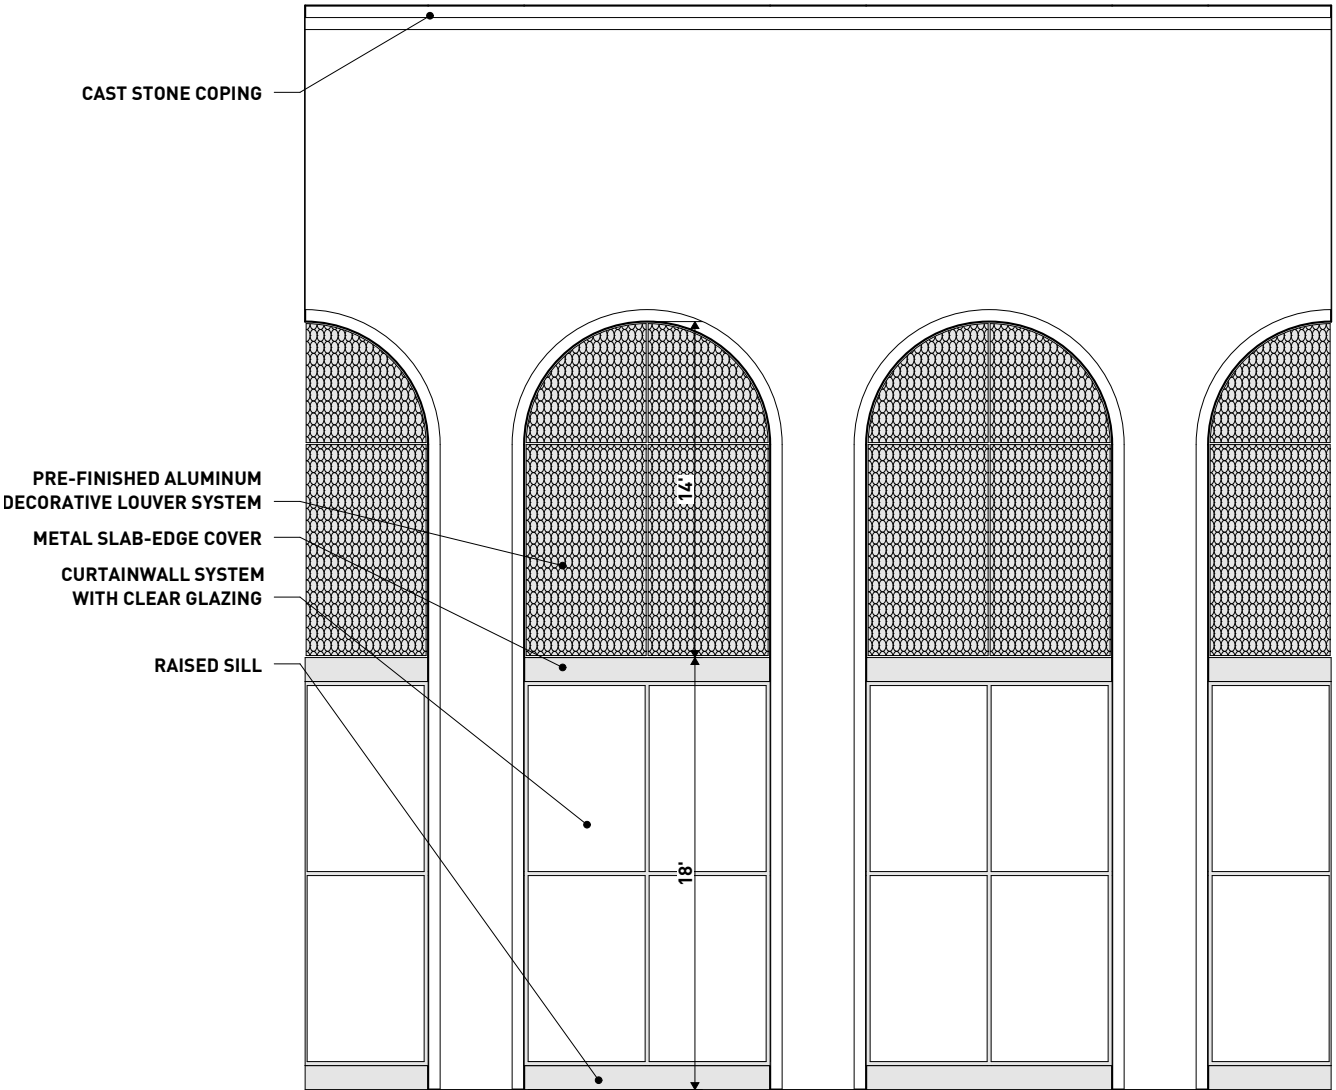 CAST STONE COPING
PRE-FINISHED ALUMINUM
DECORATIVE LOUVER SYSTEM
METAL SLAB-EDGE COVER
CURTAINWALL SYSTEM
WITH CLEAR GLAZING
RAISED SILL
14'
18'